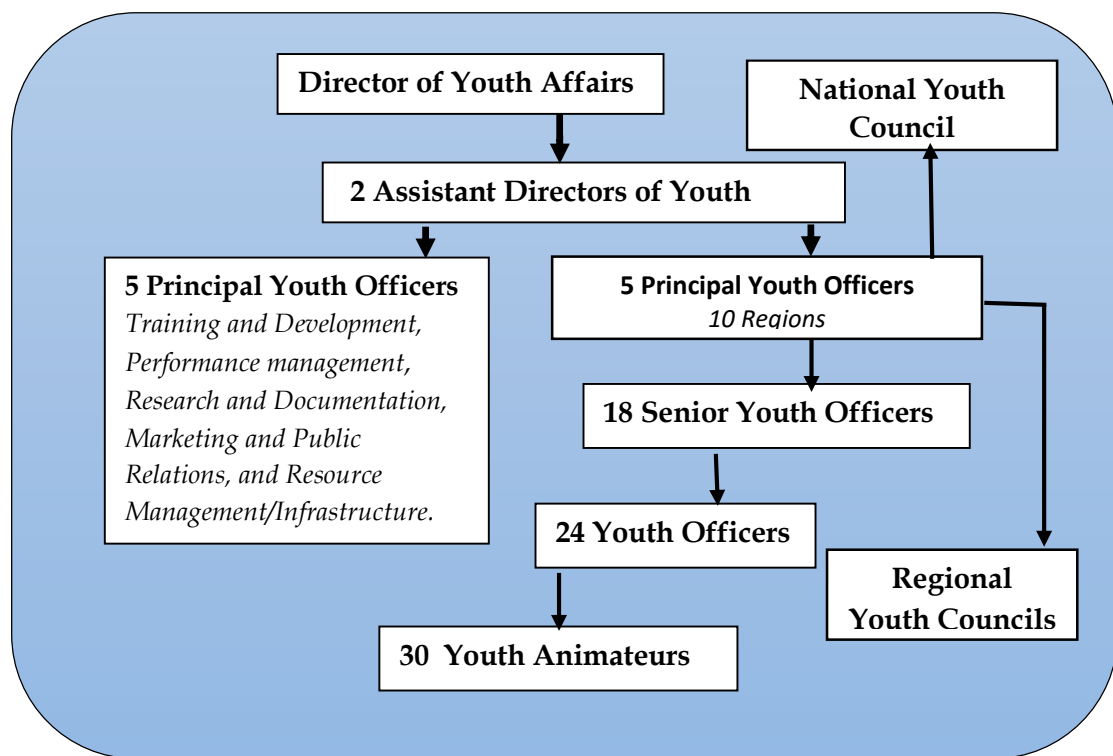 Director of Youth Affairs
National Youth
Council
2 Assistant Directors of Youth
5 Principal Youth Officers
Training and Development,
Performance management,
Research and Documentation,
Marketing and Public
Relations, and Resource
Management/Infrastructure.
5 Principal Youth Officers
10 Regions
18 Senior Youth Officers
24 Youth Officers
Regional
Youth Councils
30 Youth Animateurs